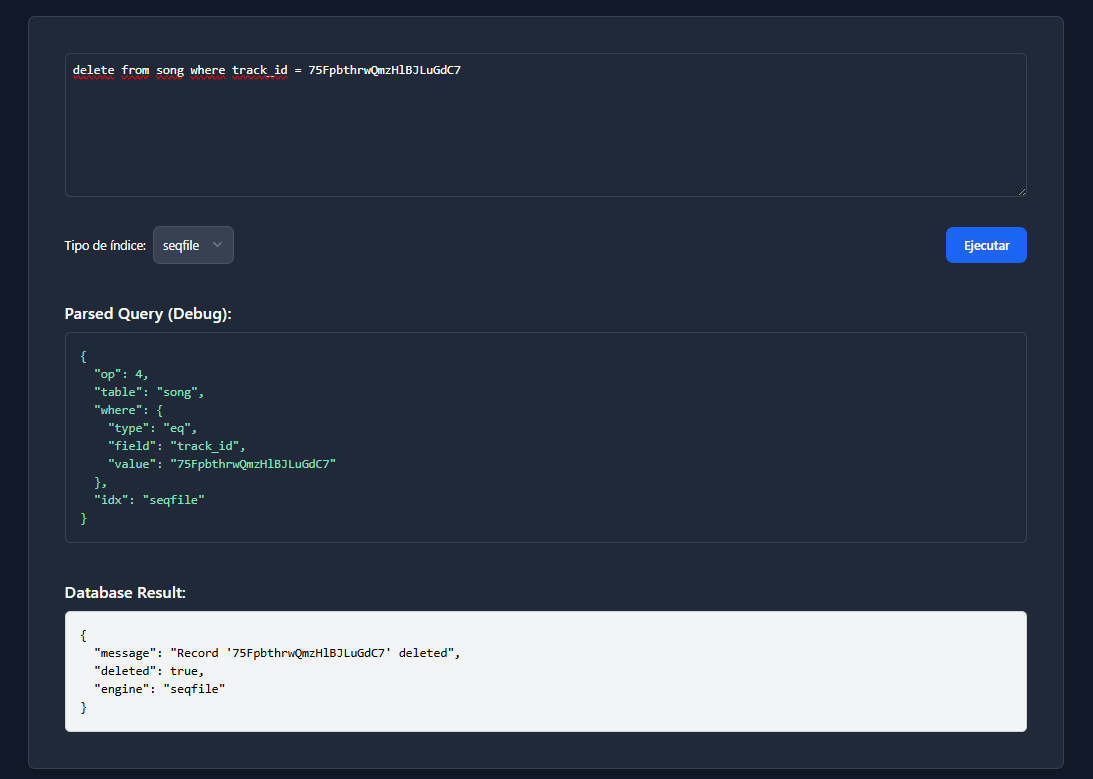 delete from song where track_id = 75FpbthrwQmzHlBJLuGdC7
Tipo de índice: seqfile
Ejecutar
Parsed Query (Debug):
{
  "op": 4,
  "table": "song",
  "where": {
    "type": "eq",
    "field": "track_id",
    "value": "75FpbthrwQmzHlBJLuGdC7"
  },
  "idx": "seqfile"
}
Database Result:
{
  "message": "Record '75FpbthrwQmzHlBJLuGdC7' deleted",
  "deleted": true,
  "engine": "seqfile"
}